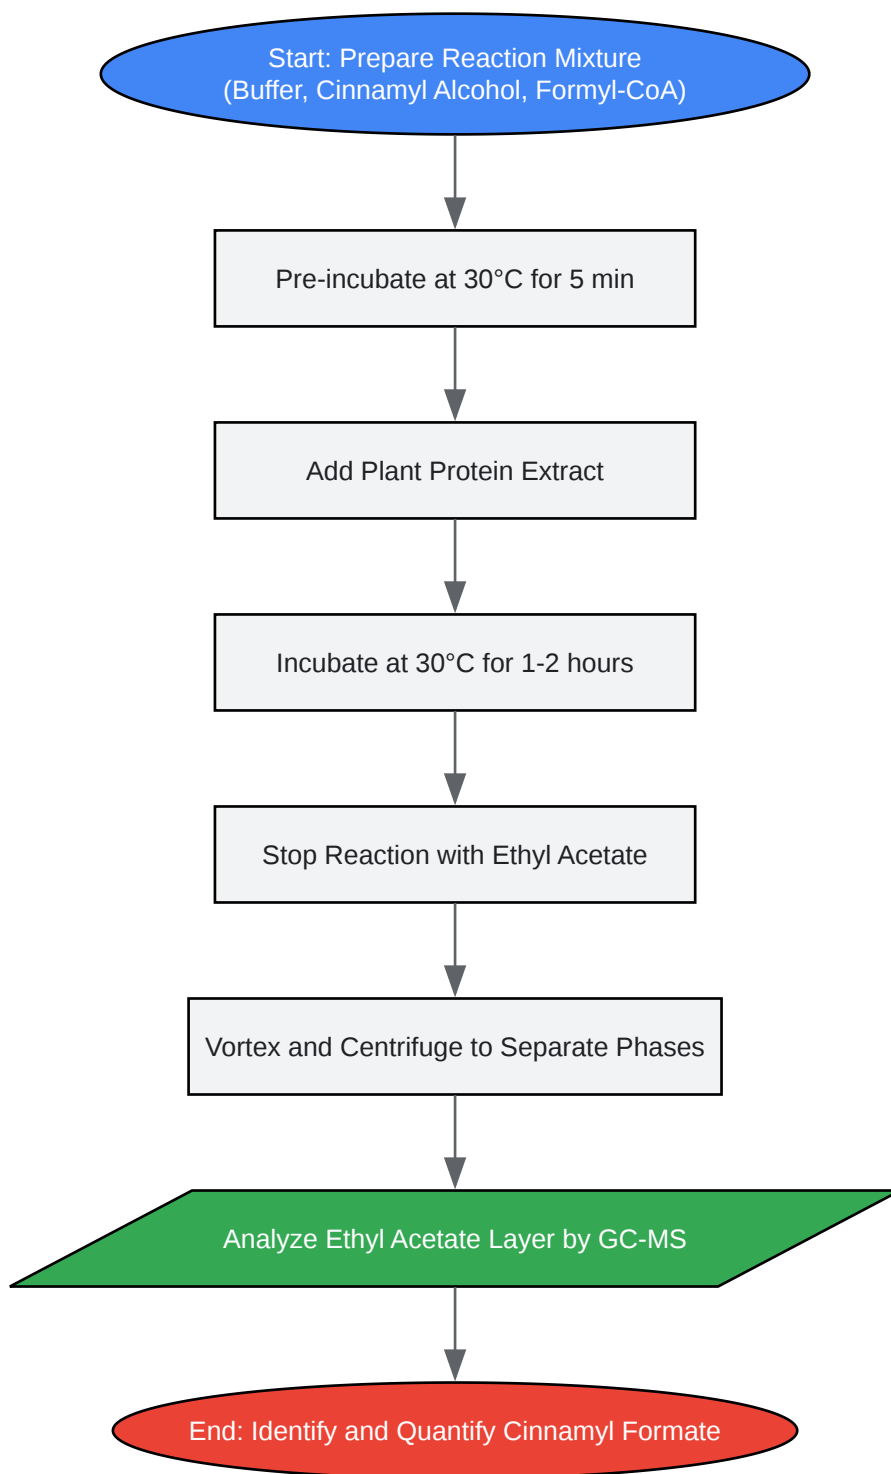 Start: Prepare Reaction Mixture
(Buffer, Cinnamyl Alcohol, Formyl-CoA)
Pre-incubate at 30°C for 5 min
Add Plant Protein Extract
Incubate at 30°C for 1-2 hours
Stop Reaction with Ethyl Acetate
Vortex and Centrifuge to Separate Phases
Analyze Ethyl Acetate Layer by GC-MS
End: Identify and Quantify Cinnamyl Formate